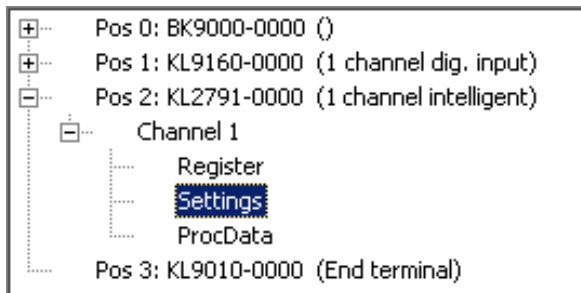 Pos 0: BK9000-0000 ()
Pos 1: KL9160-0000 (1 channel dig. input)
Pos 2: KL2791-0000 (1 channel intelligent)
Channel 1
Register
Settings
ProcData
Pos 3: KL9010-0000 (End terminal)